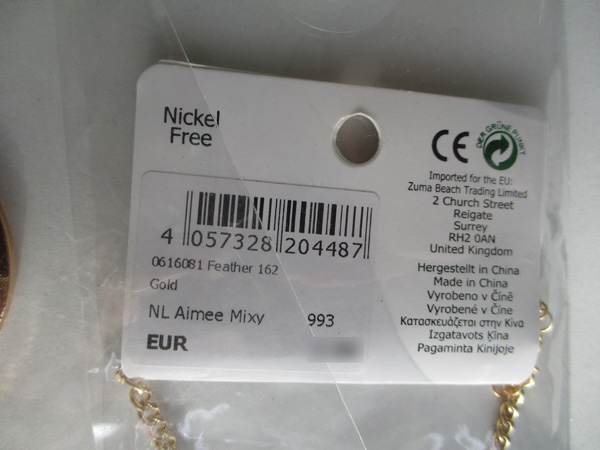 Nickel
Free
DER GRÜNE PUNKT
CE
Imported for the EU:
Zuma Beach Trading Limited
2 Church Street
Reigate
Surrey
RH2 0AN
United Kingdom
Hergestellt in China
Made in China
Vyrobeno v Číně
Vyrobené v Číne
Κατασκευάζεται στην Κίνα
Izgatavots Ķīna
Pagaminta Kinijoje
4 057328 204487
0616081 Feather 162
Gold
NL Aimee Mixy 993
EUR